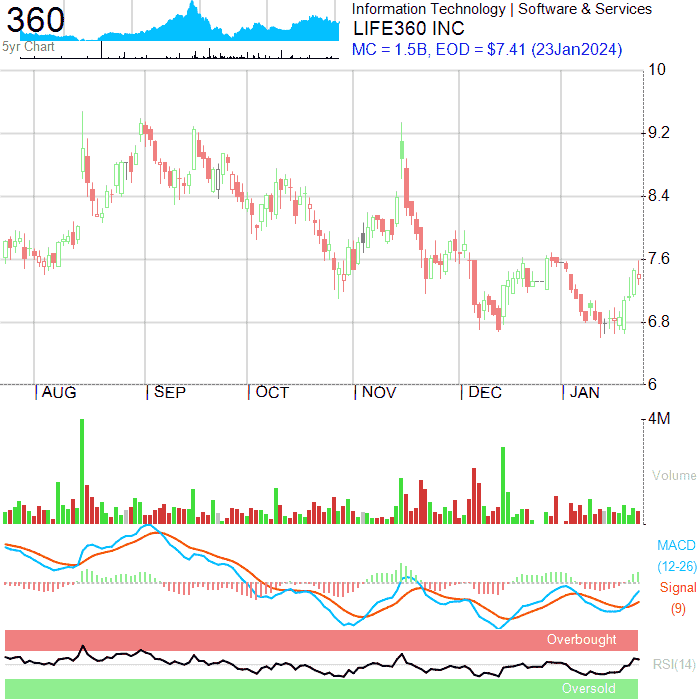 360
5yr Chart
Information Technology | Software & Services
LIFE360 INC
MC = 1.5B, EOD = $7.41 (23Jan2024)
10
9.2
8.4
7.6
6.8
6
AUG SEP OCT NOV DEC JAN
4M
Volume
MACD
(12-26)
Signal
(9)
Overbought
RSI(14)
Oversold